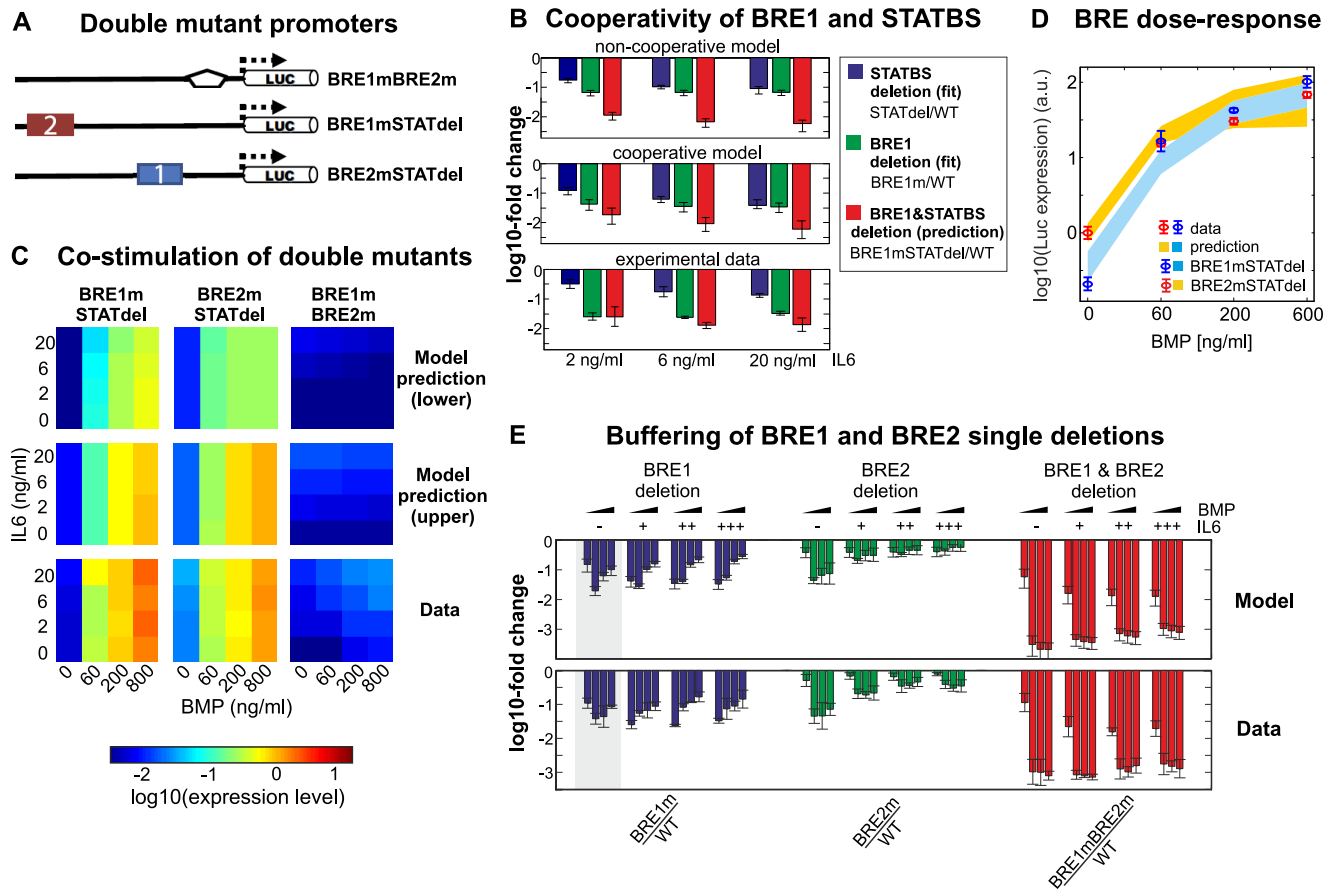 A Double mutant promoters
LUC BRE1mBRE2m
2 LUC BRE1mSTATdel
1 LUC BRE2mSTATdel
B Cooperativity of BRE1 and STATBS
log10-fold change
non-cooperative model
0
-1
-2
cooperative model
0
-1
-2
experimental data
0
-1
-2
2 ng/ml 6 ng/ml 20 ng/ml IL6
STATBS
deletion (fit)
STATdel/WT
BRE1
deletion (fit)
BRE1m/WT
BRE1&STATBS
deletion (prediction)
BRE1mSTATdel/WT
C Co-stimulation of double mutants
BRE1m
STATdel
BRE2m
STATdel
BRE1m
BRE2m
20
6
2
0
Model
prediction
(lower)
IL6 (ng/ml)
20
6
2
0
Model
prediction
(upper)
20
6
2
0
Data
0 60 200 800 0 60 200 800 0 60 200 800
BMP (ng/ml)
-2 -1 0 1
log10(expression level)
D BRE dose-response
log10(Luc expression) (a.u.)
2
1
0
data
prediction
BRE1mSTATdel
BRE2mSTATdel
0 60 200 600
BMP [ng/ml]
E Buffering of BRE1 and BRE2 single deletions
BRE1
deletion
BRE2
deletion
BRE1 & BRE2
deletion
BMP
- + ++ +++ - + ++ +++ - + ++ +++ IL6
log10-fold change
0
-1
-2
-3
Model
0
-1
-2
-3
Data
BRE1m
WT
BRE2m
WT
BRE1mBRE2m
WT